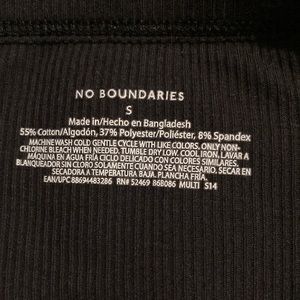 NO BOUNDARIES
S
Made in/Hecho en Bangladesh
55% Cotton/Algodón, 37% Polyester/Poliéster, 8% Spandex
MACHINE WASH COLD GENTLE CYCLE WITH LIKE COLORS, ONLY NON-
CHLORINE BLEACH WHEN NEEDED. TUMBLE DRY LOW. COOL IRON, LAVAR A
MÁQUINA EN AGUA FRÍA CICLO DELICADO CON COLORES SIMILARES.
BLANQUEADOR SIN CLORO SOLAMENTE CUANDO SEA NECESARIO. SECAR EN
SECADORA A TEMPERATURA BAJA. PLANCHA FRÍA.
EAN/UPC 88694483286 RN# 52469 86B086 MULTI S14